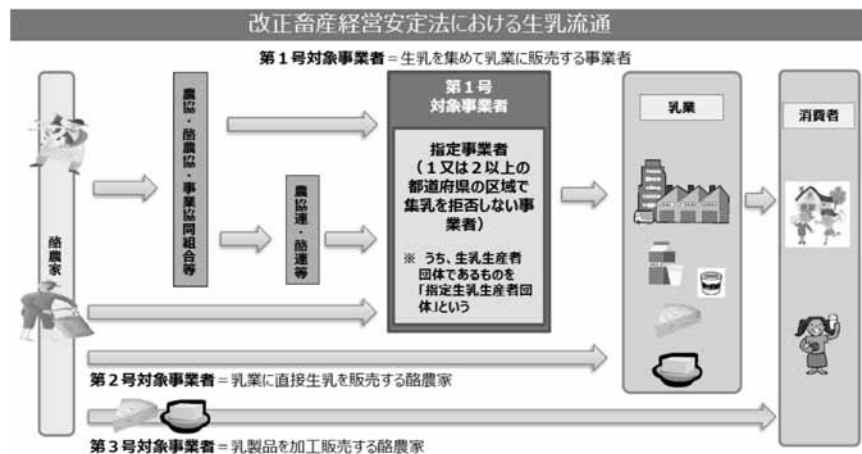 改正畜産経営安定法における生乳流通
第1号対象事業者＝生乳を集めて乳業に販売する事業者
酪農家
農協・酪農協・事業協同組合等
農協連・酪連等
第1号
対象事業者
指定事業者
（1又は2以上の
都道府県の区域で
集乳を拒否しない事
業者）
※ うち、生乳生産者
団体であるものを
「指定生乳生産者団
体」という
乳業
消費者
第2号対象事業者＝乳業に直接生乳を販売する酪農家
第3号対象事業者＝乳製品を加工販売する酪農家